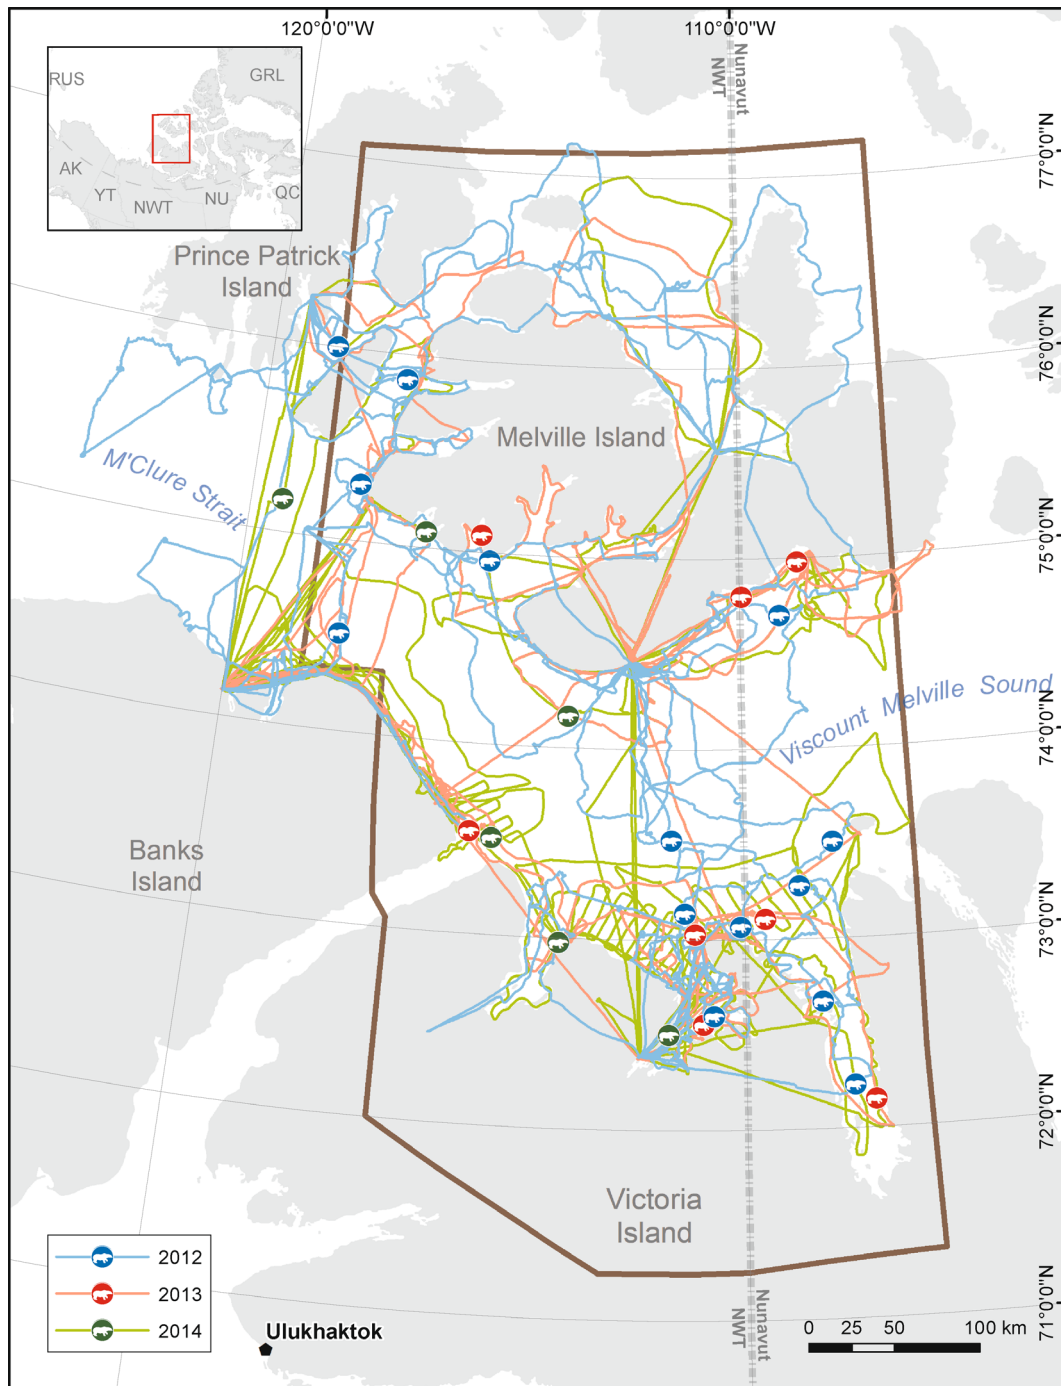 120°0'0"W
110°0'0"W
RUS
GRL
AK
YT
NWT
NU
QC
Nunavut
NWT
77°0'0"N
Prince Patrick
Island
76°0'0"N
Melville Island
M'Clure Strait
75°0'0"N
Viscount Melville Sound
74°0'0"N
Banks
Island
73°0'0"N
72°0'0"N
Victoria
Island
2012
2013
2014
Ulukhaktok
Nunavut
NWT
71°0'0"N
0 25 50 100 km